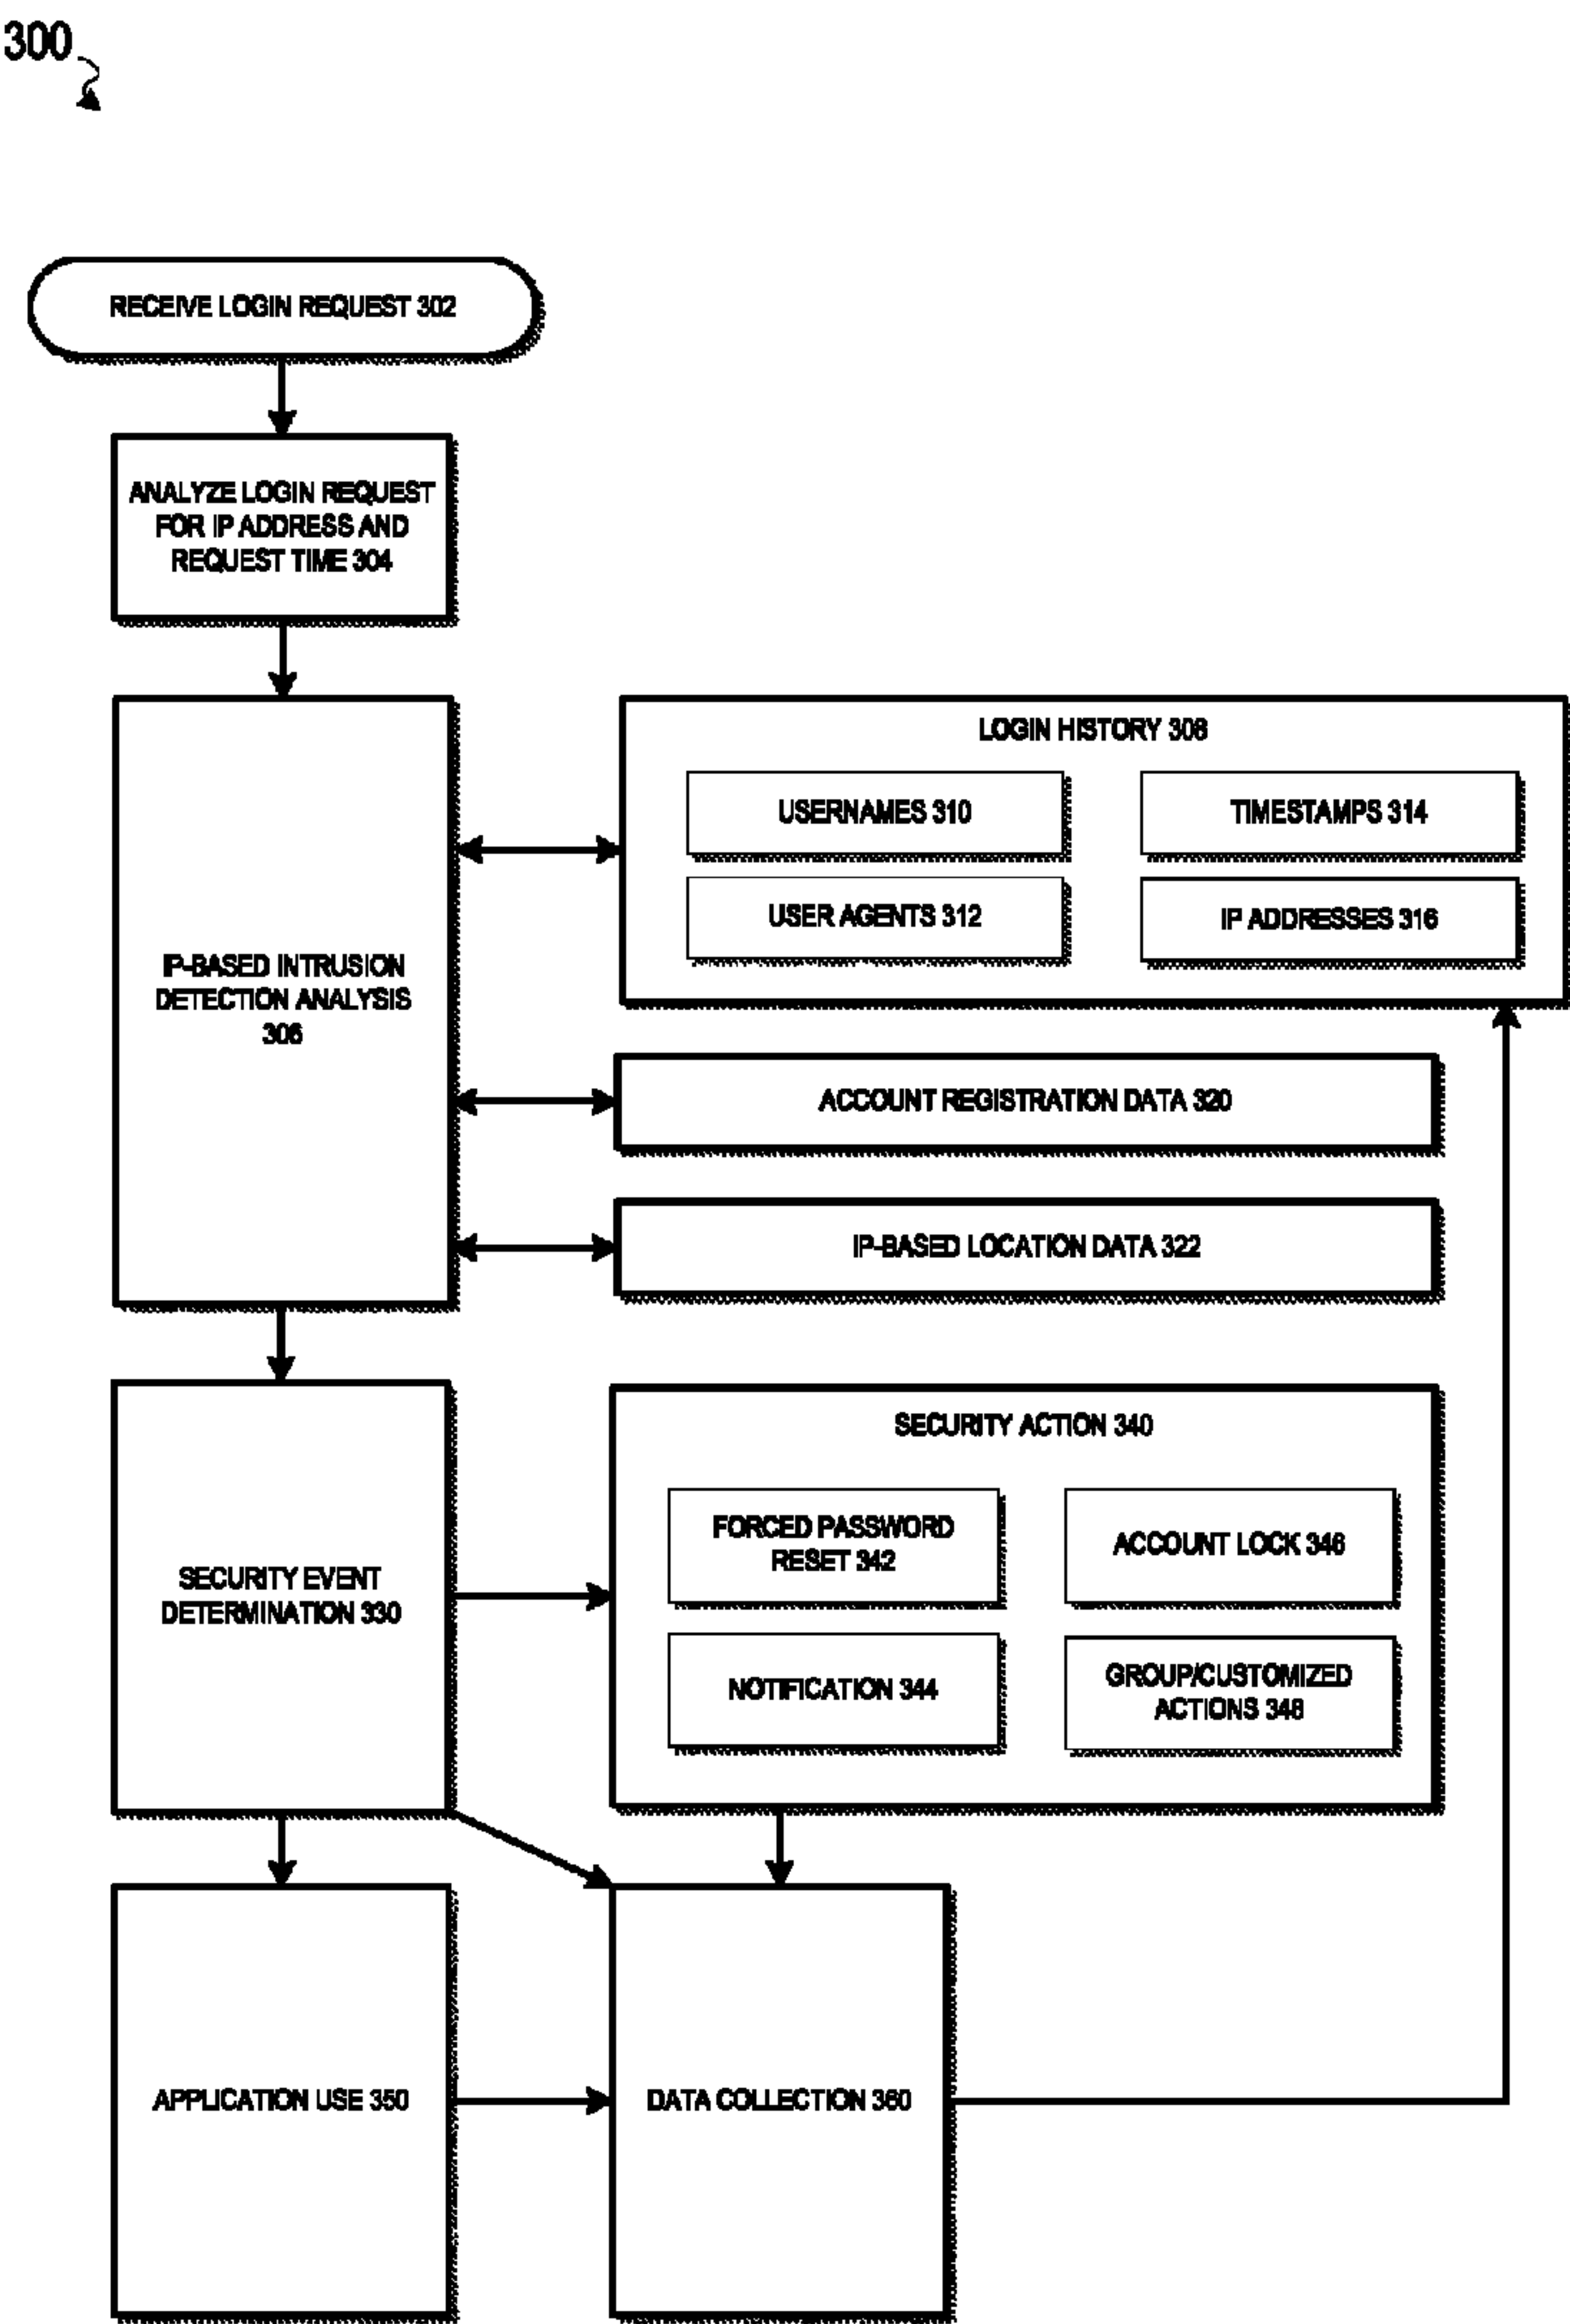 300
RECEIVE LOGIN REQUEST 302
ANALYZE LOGIN REQUEST
FOR IP ADDRESS AND
REQUEST TIME 304
IP-BASED INTRUSION
DETECTION ANALYSIS
306
LOGIN HISTORY 308
USERNAMES 310
TIMESTAMPS 314
USER AGENTS 312
IP ADDRESSES 316
ACCOUNT REGISTRATION DATA 320
IP-BASED LOCATION DATA 322
SECURITY EVENT
DETERMINATION 330
SECURITY ACTION 340
FORCED PASSWORD
RESET 342
ACCOUNT LOCK 346
NOTIFICATION 344
GROUP/CUSTOMIZED
ACTIONS 348
APPLICATION USE 350
DATA COLLECTION 360